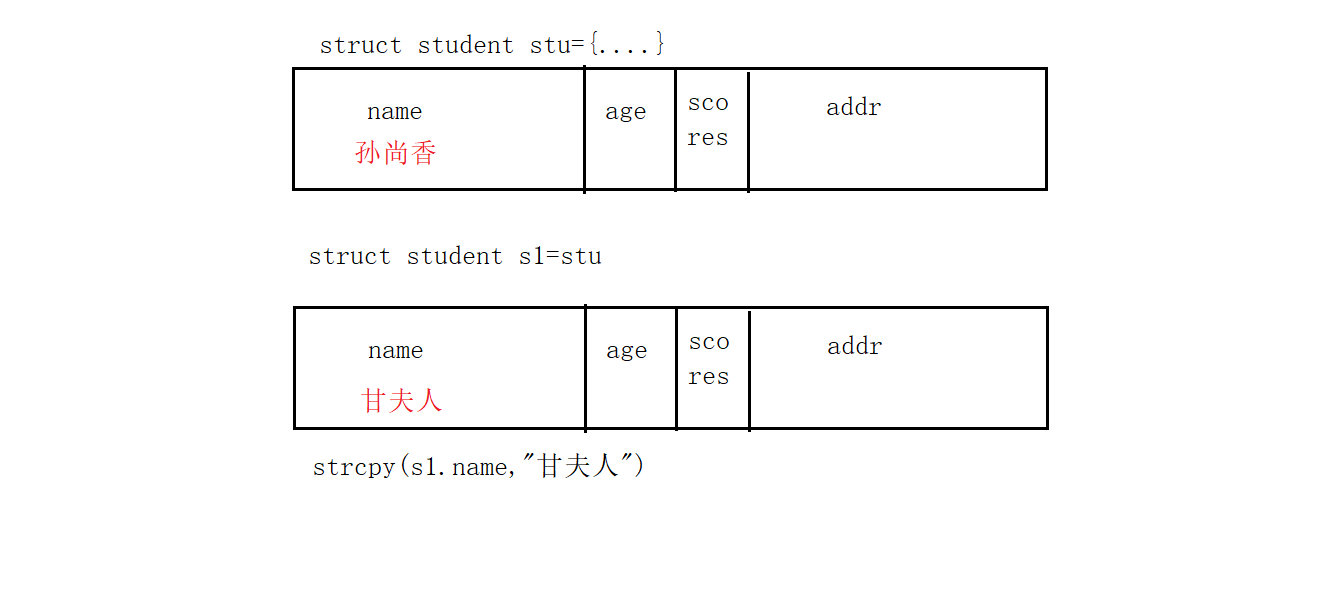 struct student stu={....}
name age sco addr
res
孙尚香
struct student s1=stu
name age sco addr
res
甘夫人
strcpy(s1.name,"甘夫人")